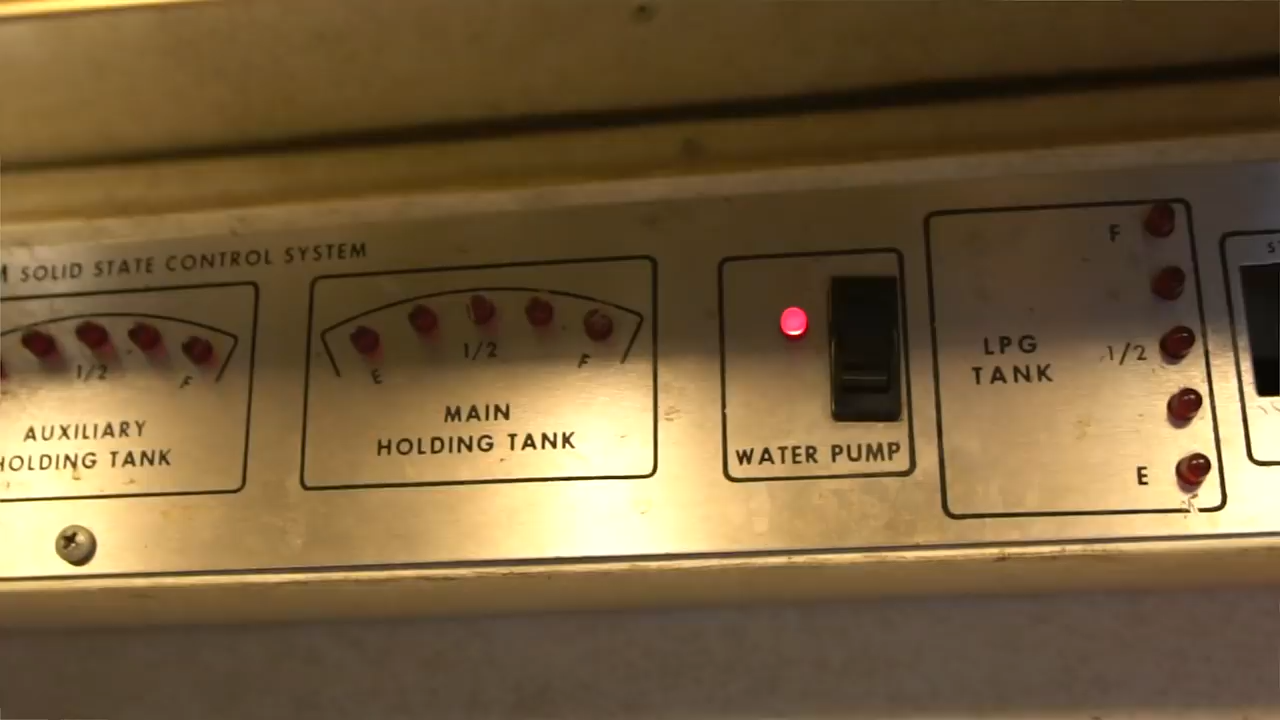 SOLID STATE CONTROL SYSTEM
1/2
F
AUXILIARY
HOLDING TANK
E
1/2
F
MAIN
HOLDING TANK
WATER PUMP
F
LPG
TANK
1/2
E